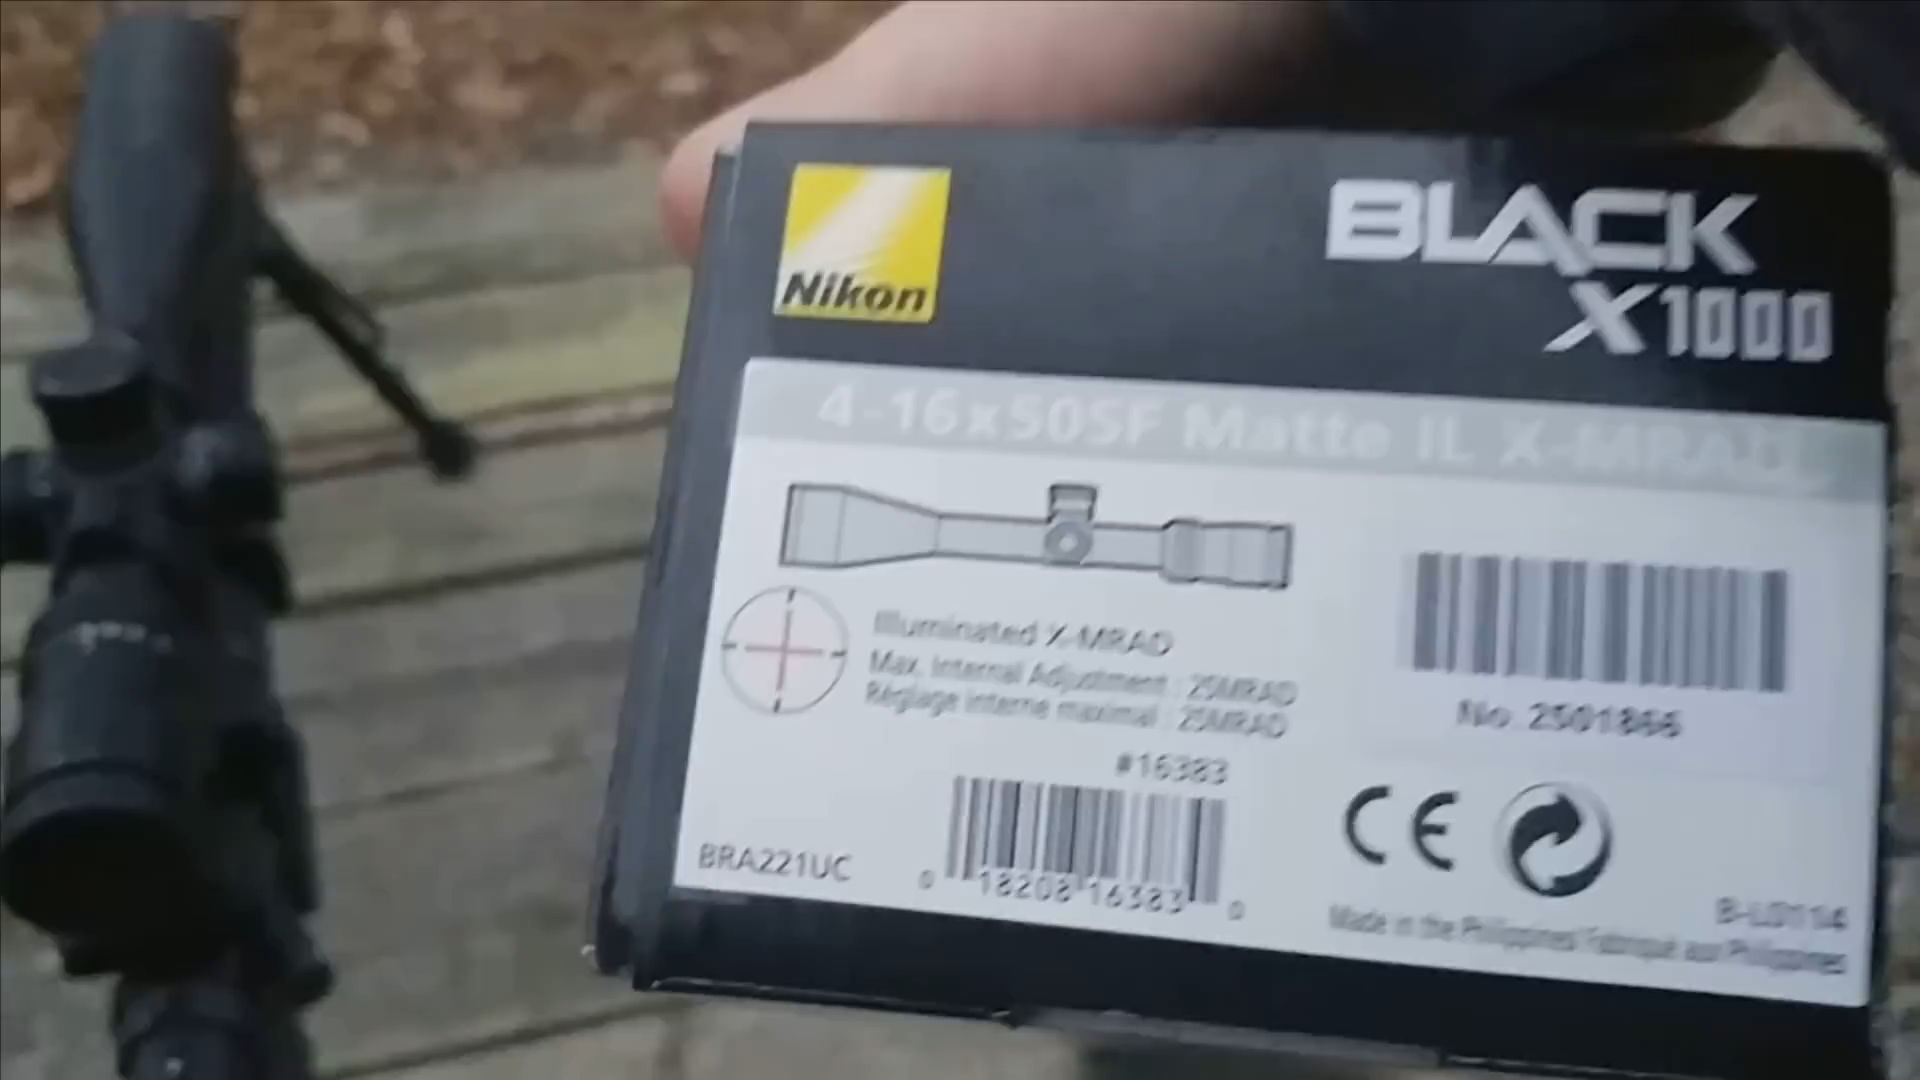 Nikon
BLACK
X1000
4-16x50SF Matte IL X-MRAD
Illuminated X-MRAD
Max. Internal Adjustment : 25MRAD
Réglage interne maximal : 25MRAD
No. 2501866
#16383
BRA221UC
0 18208 16383 0
CE
B-L0114
Made in the Philippines/Fabriqué aux Philippines